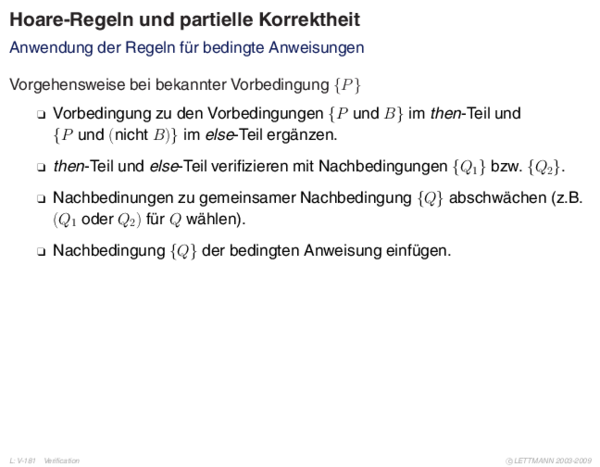 Hoare-Regeln und partielle Korrektheit
Anwendung der Regeln für bedingte Anweisungen
Vorgehensweise bei bekannter Vorbedingung {P}
❏ Vorbedingung zu den Vorbedingungen {P und B} im then-Teil und
{P und (nicht B)} im else-Teil ergänzen.
❏ then-Teil und else-Teil verifizieren mit Nachbedingungen {Q₁} bzw. {Q₂}.
❏ Nachbedinungen zu gemeinsamer Nachbedingung {Q} abschwächen (z.B.
(Q₁ oder Q₂) für Q wählen).
❏ Nachbedingung {Q} der bedingten Anweisung einfügen.
L: V-181 Verification
© LETTMANN 2003-2009